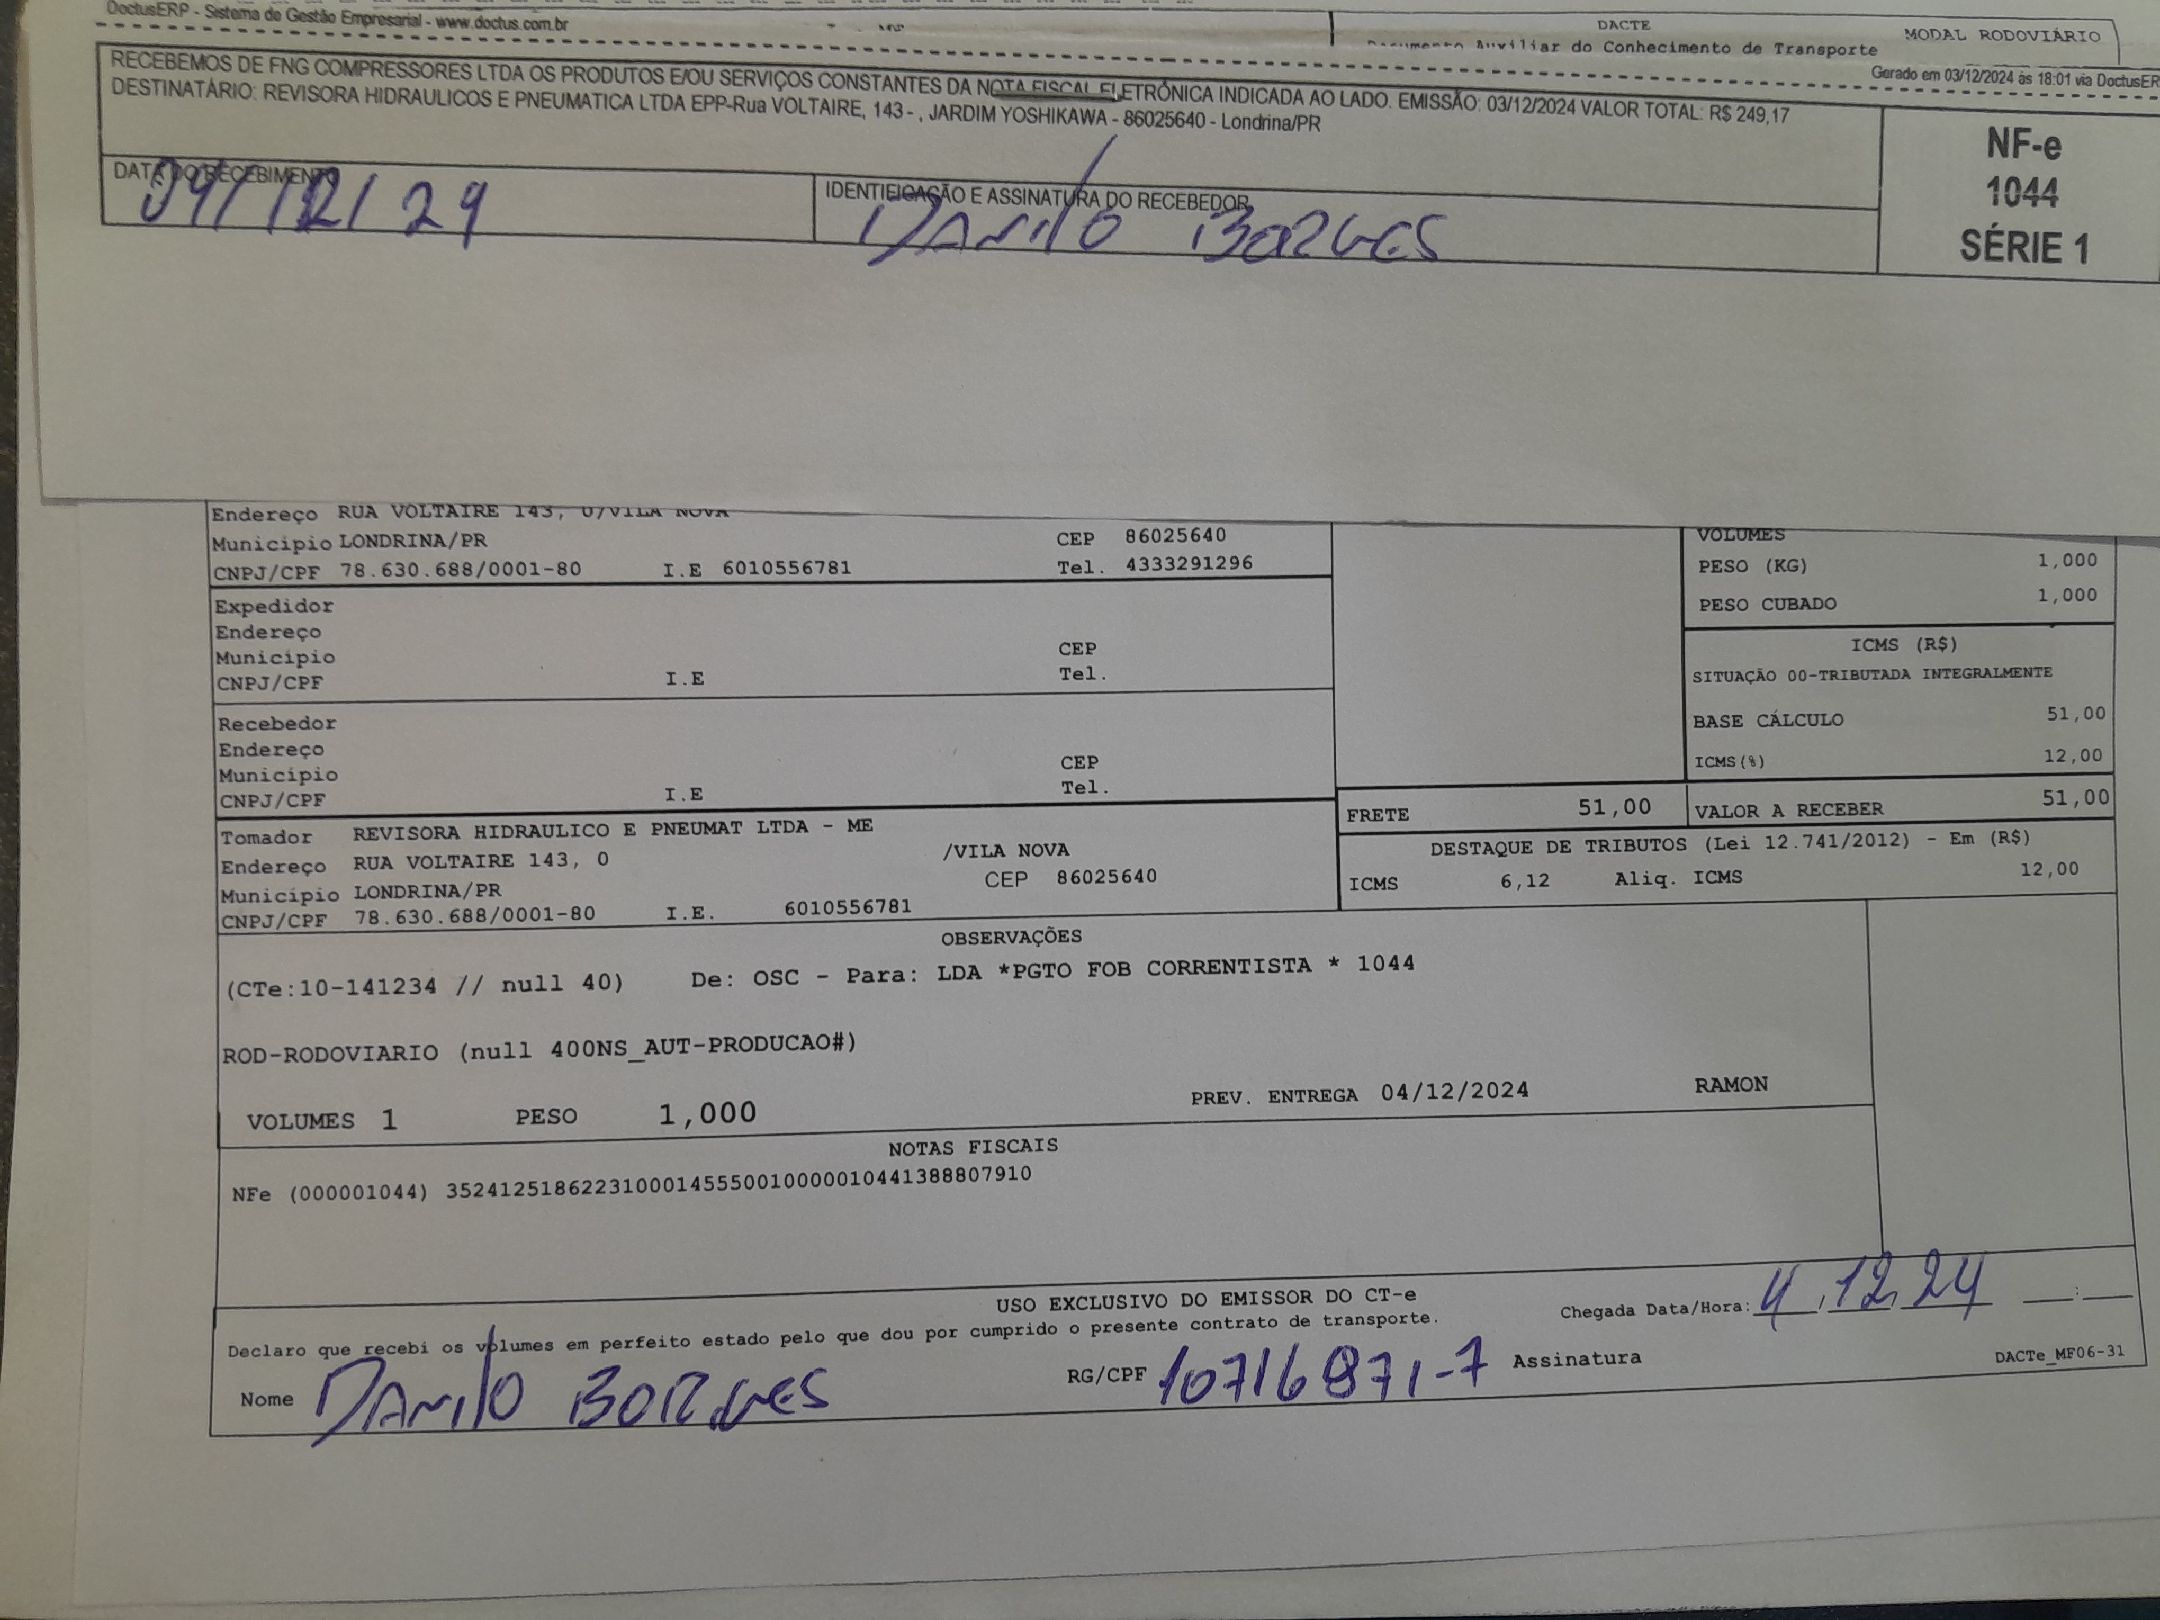 DoctusERP - Sistema de Gestão Empresarial - www.doctus.com.br
DACTE
MODAL RODOVIÁRIO
Auxiliar do Conhecimento de Transporte
Gerado em 03/12/2024 às 18:01 via DoctusER
RECEBEMOS DE FNG COMPRESSORES LTDA OS PRODUTOS E/OU SERVIÇOS CONSTANTES DA NOTA FISCAL ELETRÔNICA INDICADA AO LADO. EMISSÃO: 03/12/2024 VALOR TOTAL: R$ 249,17
DESTINATÁRIO: REVISORA HIDRAULICOS E PNEUMATICA LTDA EPP-Rua VOLTAIRE, 143- , JARDIM YOSHIKAWA - 86025640 - Londrina/PR
NF-e
1044
SÉRIE 1
DATA DO RECEBIMENTO
04/12/24
IDENTIFICAÇÃO E ASSINATURA DO RECEBEDOR
Danilo Borges
Endereço RUA VOLTAIRE 143, 0/VILA NOVA
Município LONDRINA/PR CEP 86025640
CNPJ/CPF 78.630.688/0001-80 I.E 6010556781 Tel. 4333291296
VOLUMES
PESO (KG) 1,000
PESO CUBADO 1,000
Expedidor
Endereço
Município CEP
CNPJ/CPF I.E Tel.
ICMS (R$)
SITUAÇÃO 00-TRIBUTADA INTEGRALMENTE
BASE CÁLCULO 51,00
ICMS(%) 12,00
Recebedor
Endereço
Município CEP
CNPJ/CPF I.E Tel.
FRETE 51,00 VALOR A RECEBER 51,00
Tomador REVISORA HIDRAULICO E PNEUMAT LTDA - ME
Endereço RUA VOLTAIRE 143, 0 /VILA NOVA
Município LONDRINA/PR CEP 86025640
CNPJ/CPF 78.630.688/0001-80 I.E. 6010556781
DESTAQUE DE TRIBUTOS (Lei 12.741/2012) - Em (R$)
ICMS 6,12 Aliq. ICMS 12,00
OBSERVAÇÕES
(CTe:10-141234 // null 40) De: OSC - Para: LDA *PGTO FOB CORRENTISTA * 1044
ROD-RODOVIARIO (null 400NS_AUT-PRODUCAO#)
VOLUMES 1 PESO 1,000 PREV. ENTREGA 04/12/2024 RAMON
NOTAS FISCAIS
NFe (000001044) 35241251862231000145550010000010441388807910
USO EXCLUSIVO DO EMISSOR DO CT-e
Chegada Data/Hora: 4,12,24 ___:___
Declaro que recebi os volumes em perfeito estado pelo que dou por cumprido o presente contrato de transporte.
Nome Danilo Borges RG/CPF 10716871-7 Assinatura
DACTe_MF06-31